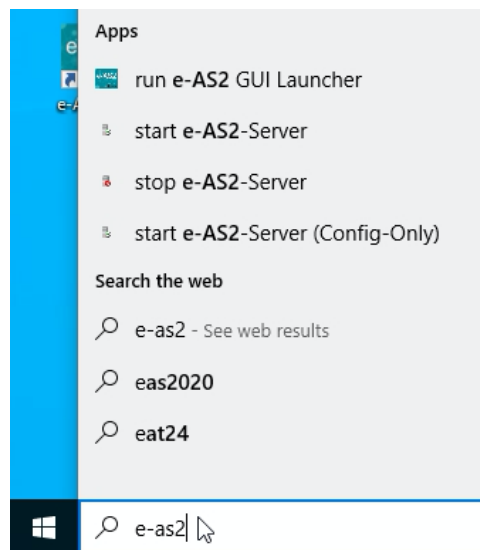 Apps
run e-AS2 GUI Launcher
start e-AS2-Server
stop e-AS2-Server
start e-AS2-Server (Config-Only)
Search the web
e-as2 - See web results
eas2020
eat24
e-as2